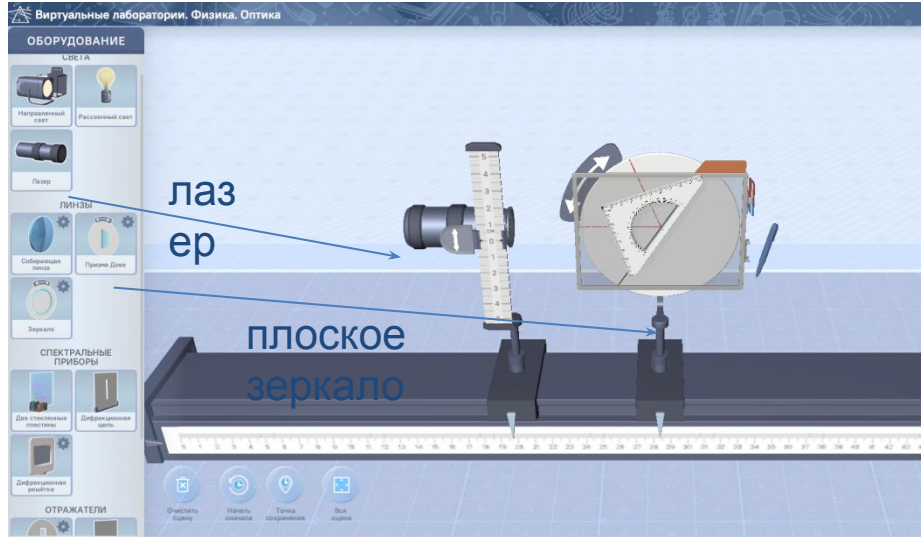 Виртуальные лаборатории. Физика. Оптика
ОБОРУДОВАНИЕ
СВЕТА
Направленный
свет
Рассеянный свет
Лазер
ЛИНЗЫ
Собирающая
линза
Призма Дове
Зеркало
СПЕКТРАЛЬНЫЕ
ПРИБОРЫ
Две стеклянные
пластины
Дифракционная
щель
Дифракционная
решётка
ОТРАЖАТЕЛИ
лаз
ер
плоское
зеркало
Очистить
сцену
Начать
сначала
Точка
сохранения
Вся
сцена